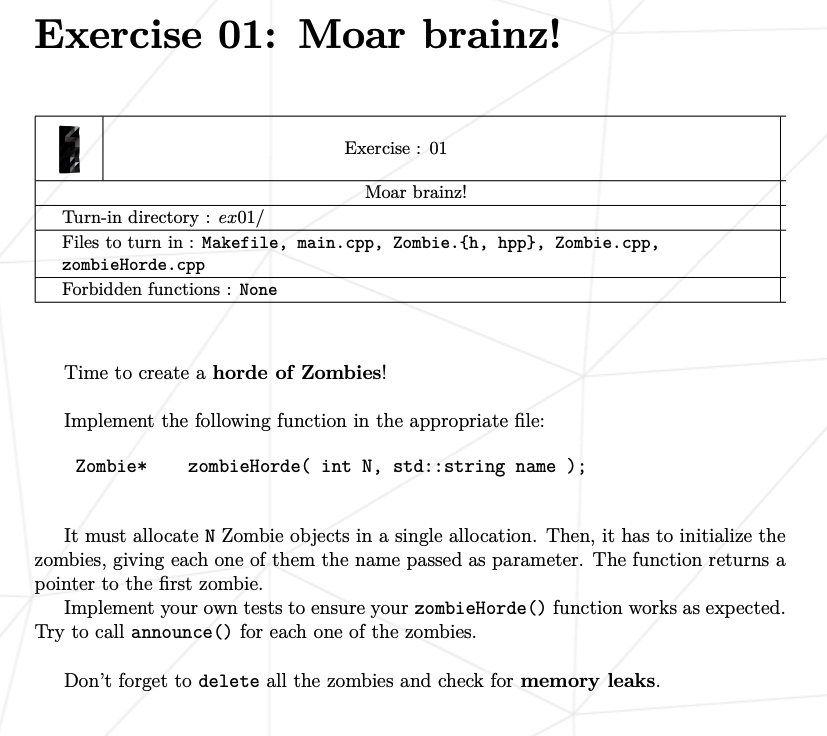 Exercise 01: Moar brainz!
Exercise : 01
Moar brainz!
Turn-in directory : ex01/
Files to turn in : Makefile, main.cpp, Zombie.{h, hpp}, Zombie.cpp,
zombieHorde.cpp
Forbidden functions : None
Time to create a horde of Zombies!
Implement the following function in the appropriate file:
Zombie* zombieHorde( int N, std::string name );
It must allocate N Zombie objects in a single allocation. Then, it has to initialize the
zombies, giving each one of them the name passed as parameter. The function returns a
pointer to the first zombie.
Implement your own tests to ensure your zombieHorde() function works as expected.
Try to call announce() for each one of the zombies.
Don't forget to delete all the zombies and check for memory leaks.